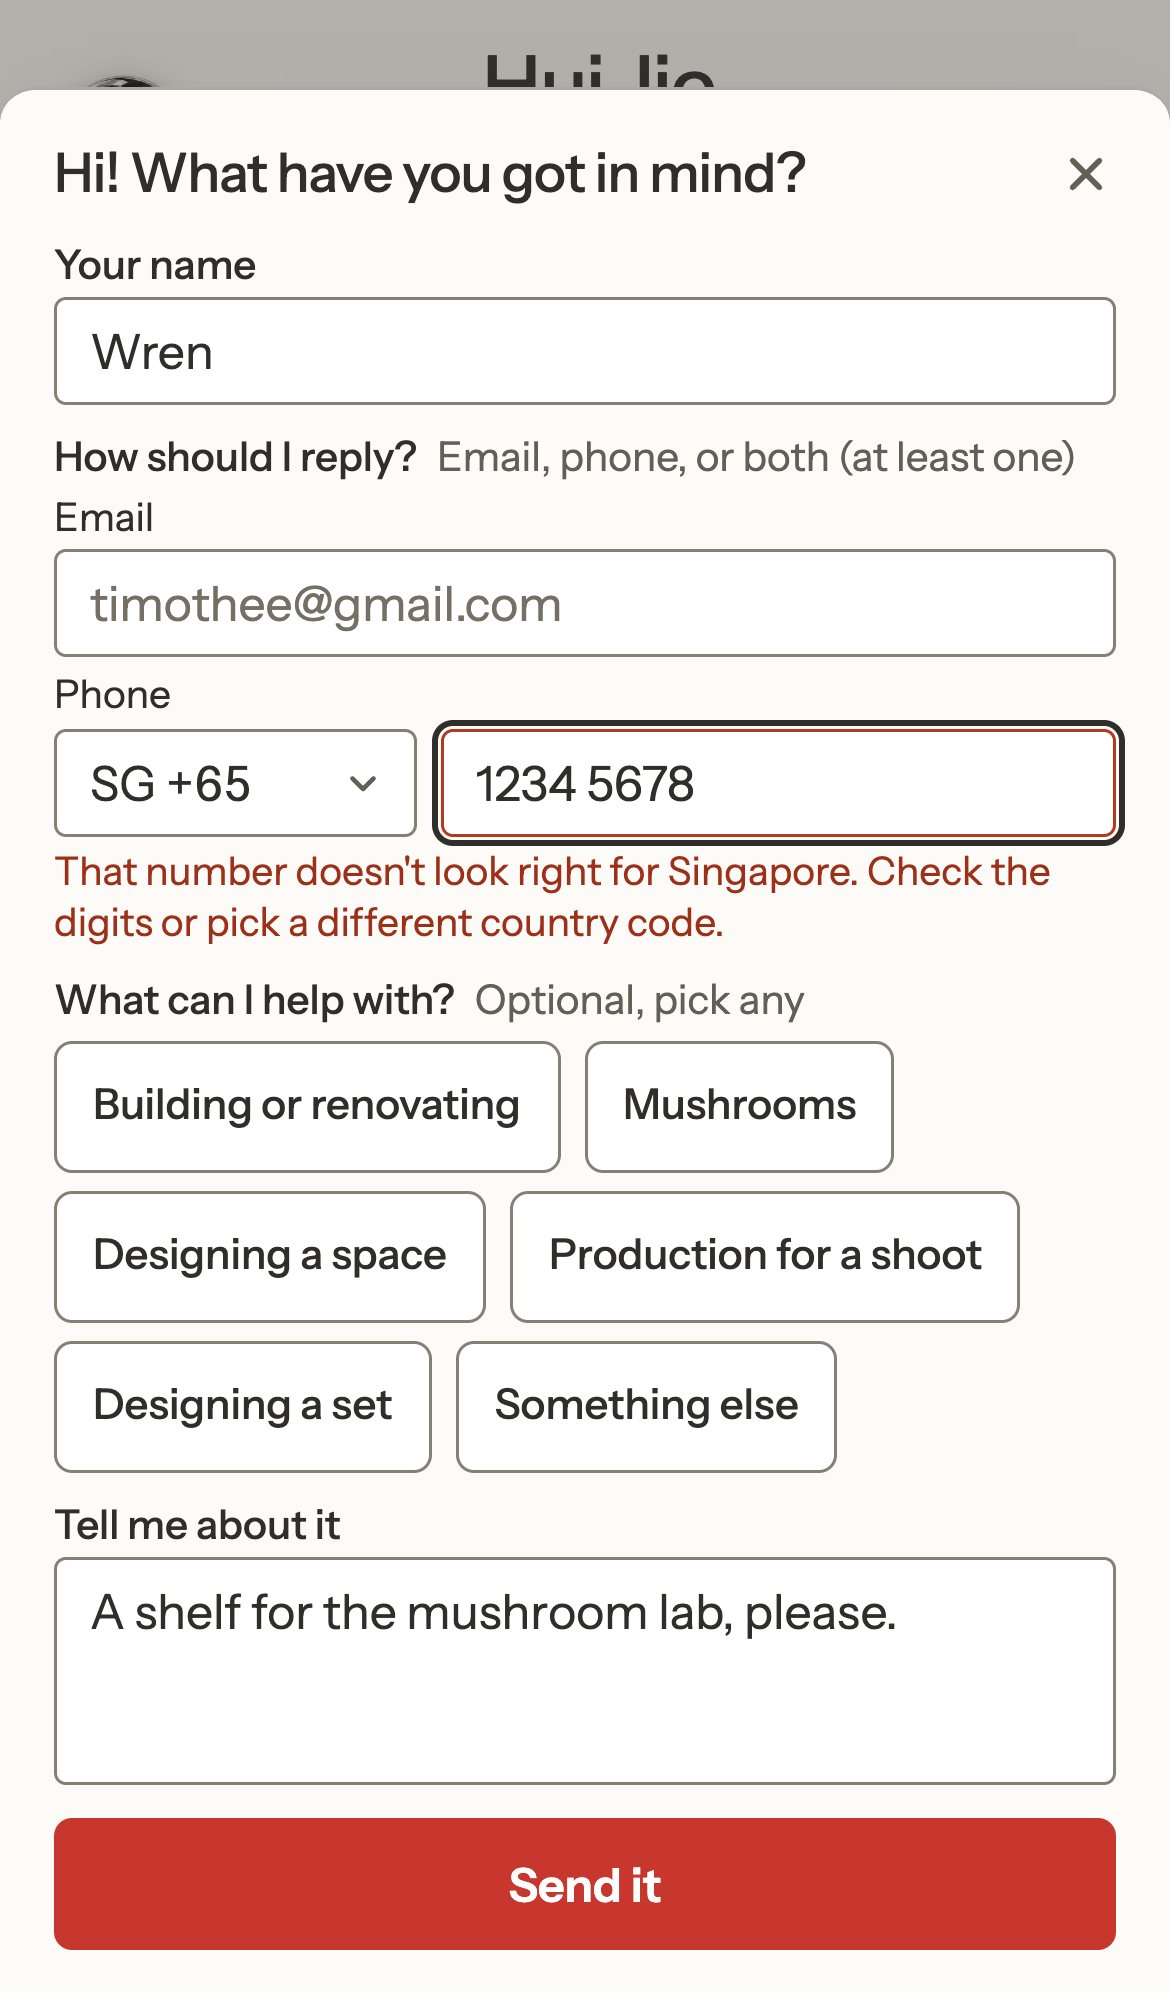 Hi! What have you got in mind?
Your name
Wren
How should I reply? Email, phone, or both (at least one)
Email
timothee@gmail.com
Phone
SG +65
1234 5678
That number doesn't look right for Singapore. Check the
digits or pick a different country code.
What can I help with? Optional, pick any
Building or renovating
Mushrooms
Designing a space
Production for a shoot
Designing a set
Something else
Tell me about it
A shelf for the mushroom lab, please.
Send it